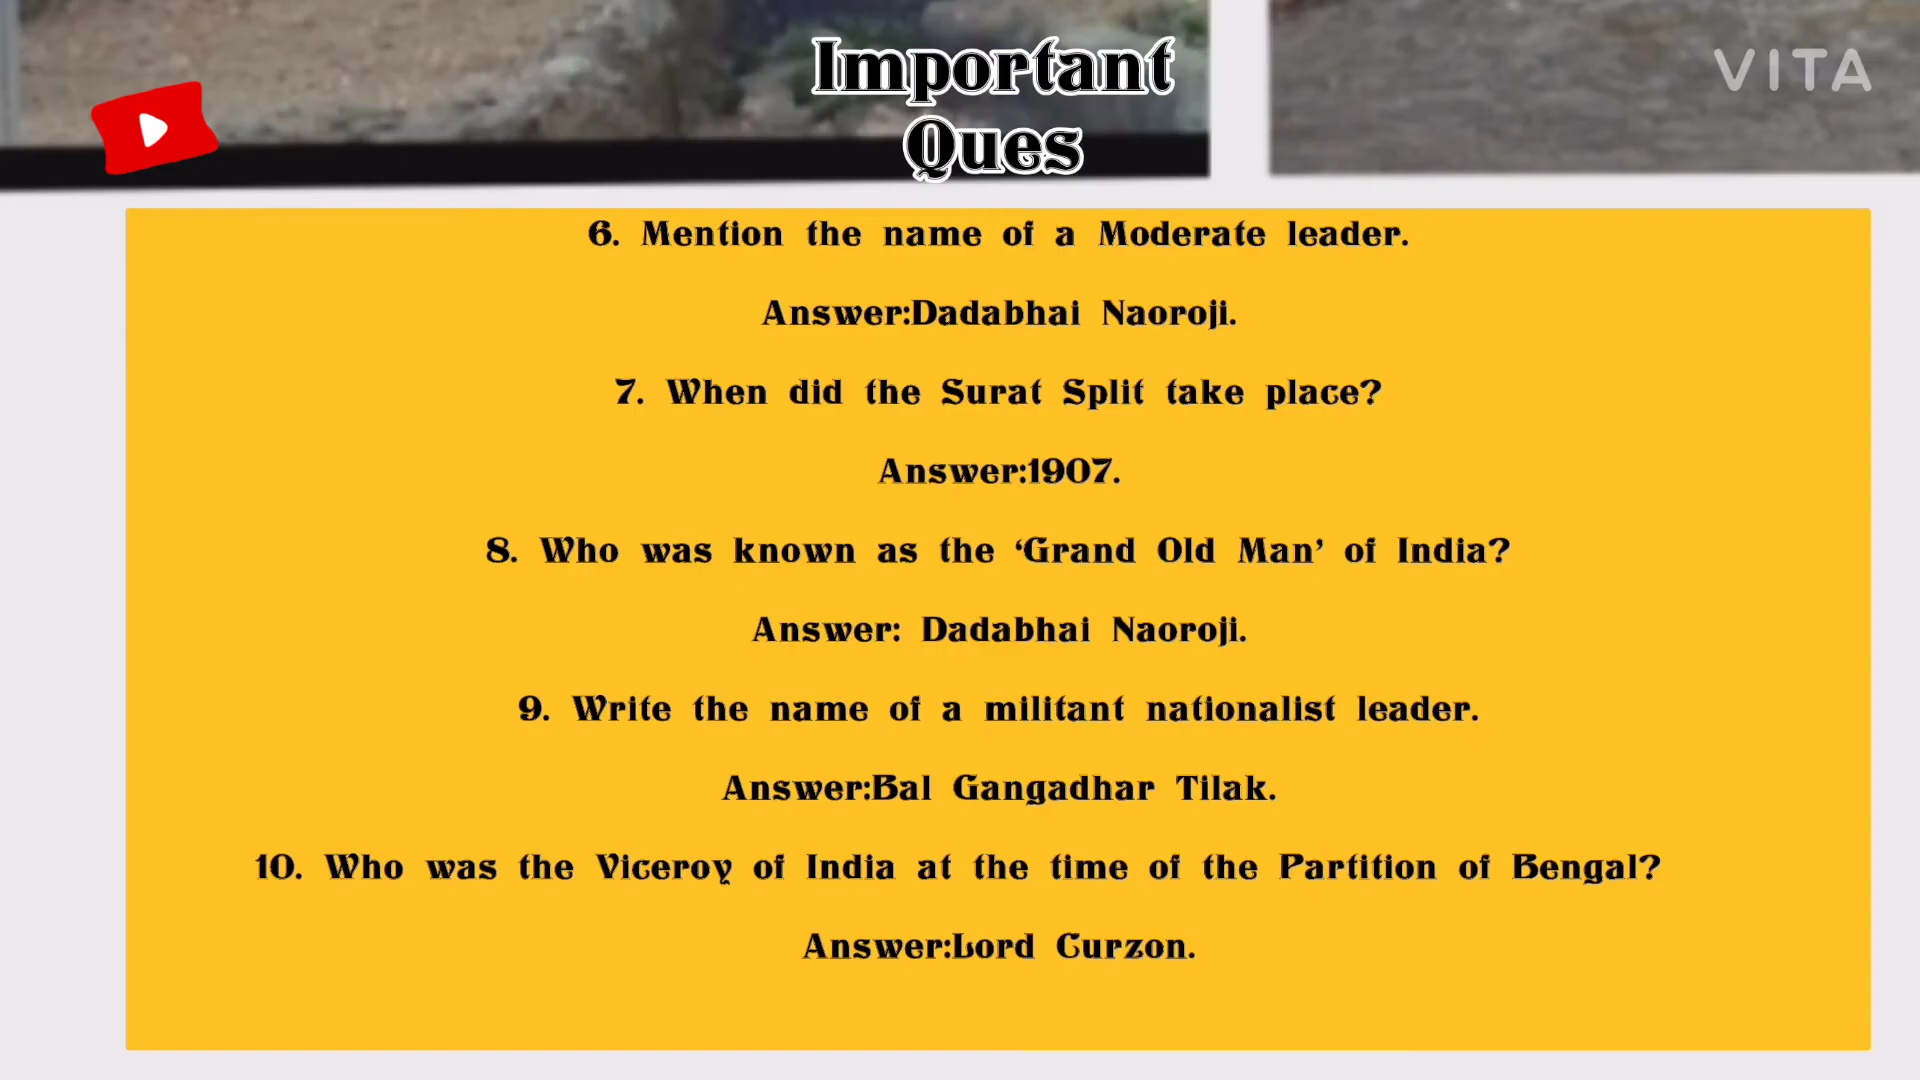 Important
Ques
VITA
6. Mention the name of a Moderate leader.
Answer:Dadabhai Naoroji.
7. When did the Surat Split take place?
Answer:1907.
8. Who was known as the ‘Grand Old Man’ of India?
Answer: Dadabhai Naoroji.
9. Write the name of a militant nationalist leader.
Answer:Bal Gangadhar Tilak.
10. Who was the Viceroy of India at the time of the Partition of Bengal?
Answer:Lord Curzon.